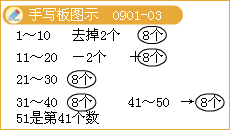 手写板图示 0901-03
1～10 去掉2个 8个
11～20 －2个 +8个
21～30 8个
31～40 8个 41～50 →8个
51是第41个数